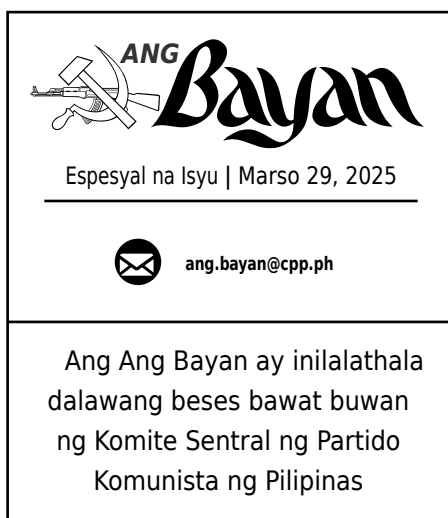 ANG
Bayan
Espesyal na Isyu | Marso 29, 2025
ang.bayan@cpp.ph
Ang Ang Bayan ay inilalathala
dalawang beses bawat buwan
ng Komite Sentral ng Partido
Komunista ng Pilipinas